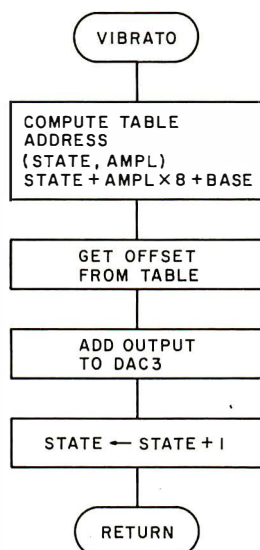 VIBRATO
COMPUTE TABLE
ADDRESS
(STATE, AMPL)
STATE + AMPL × 8 + BASE
GET OFFSET
FROM TABLE
ADD OUTPUT
TO DAC3
STATE ← STATE + 1
RETURN